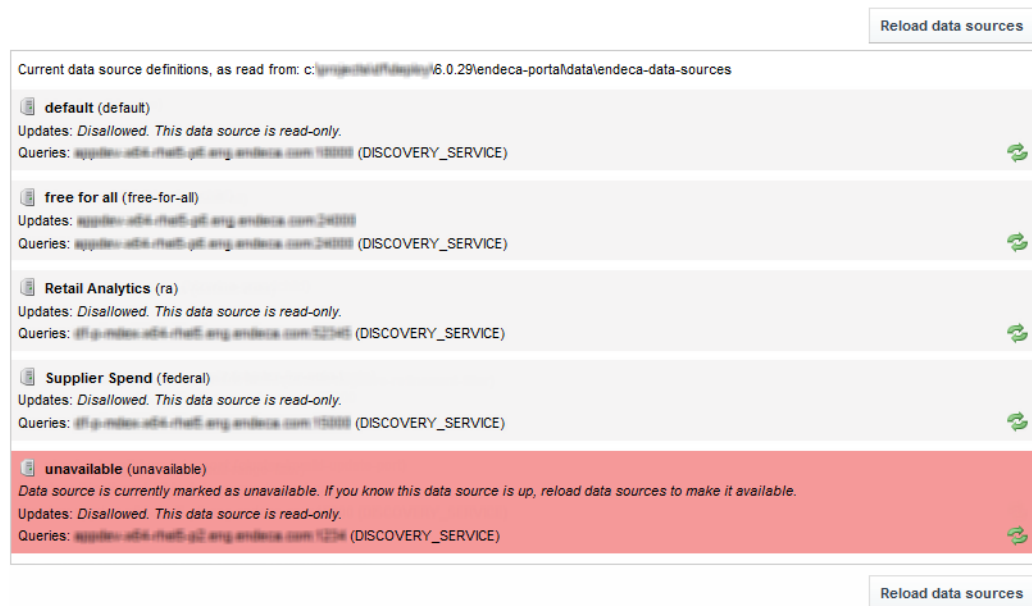 Reload data sources
Current data source definitions, as read from: c:\6.0.29\endeca-portal\data\endeca-data-sources
default (default)
Updates: Disallowed. This data source is read-only.
Queries: (DISCOVERY_SERVICE)
free for all (free-for-all)
Updates:
Queries: (DISCOVERY_SERVICE)
Retail Analytics (ra)
Updates: Disallowed. This data source is read-only.
Queries: (DISCOVERY_SERVICE)
Supplier Spend (federal)
Updates: Disallowed. This data source is read-only.
Queries: (DISCOVERY_SERVICE)
unavailable (unavailable)
Data source is currently marked as unavailable. If you know this data source is up, reload data sources to make it available.
Updates: Disallowed. This data source is read-only.
Queries: (DISCOVERY_SERVICE)
Reload data sources